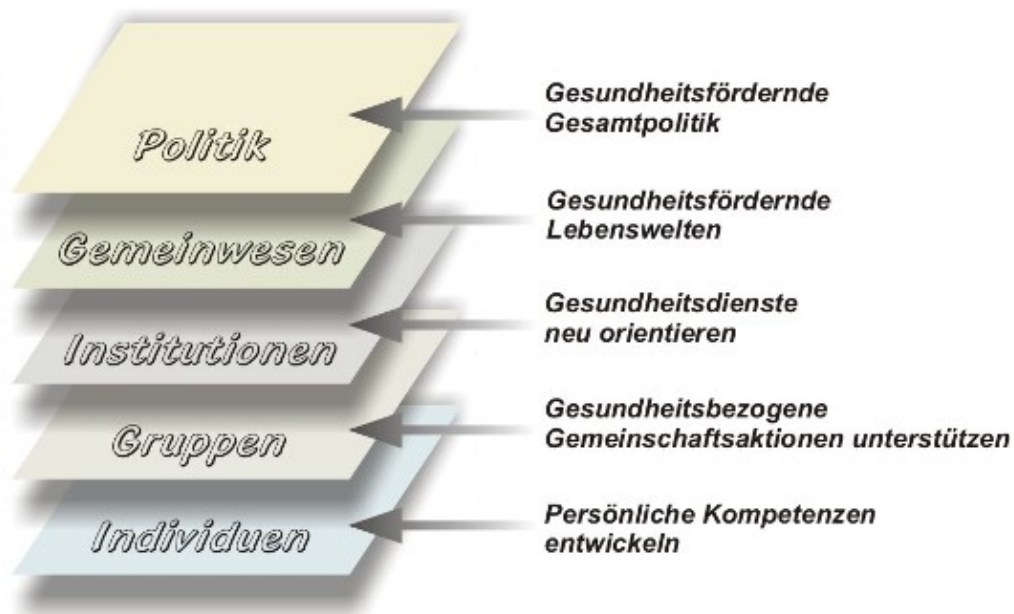 Gesundheitsfördernde
Gesamtpolitik
Politik
Gesundheitsfördernde
Lebenswelten
Gemeinwesen
Gesundheitsdienste
neu orientieren
Institutionen
Gesundheitsbezogene
Gemeinschaftsaktionen unterstützen
Gruppen
Persönliche Kompetenzen
entwickeln
Individuen